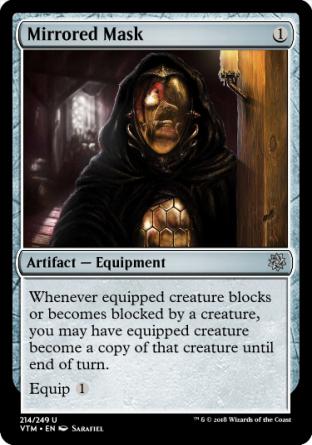 Mirrored Mask 1
Artifact — Equipment
Whenever equipped creature blocks
or becomes blocked by a creature,
you may have equipped creature
become a copy of that creature until
end of turn.
Equip 1
214/249 U
VTM • EN SARAFIEL
™ & © 2018 Wizards of the Coast